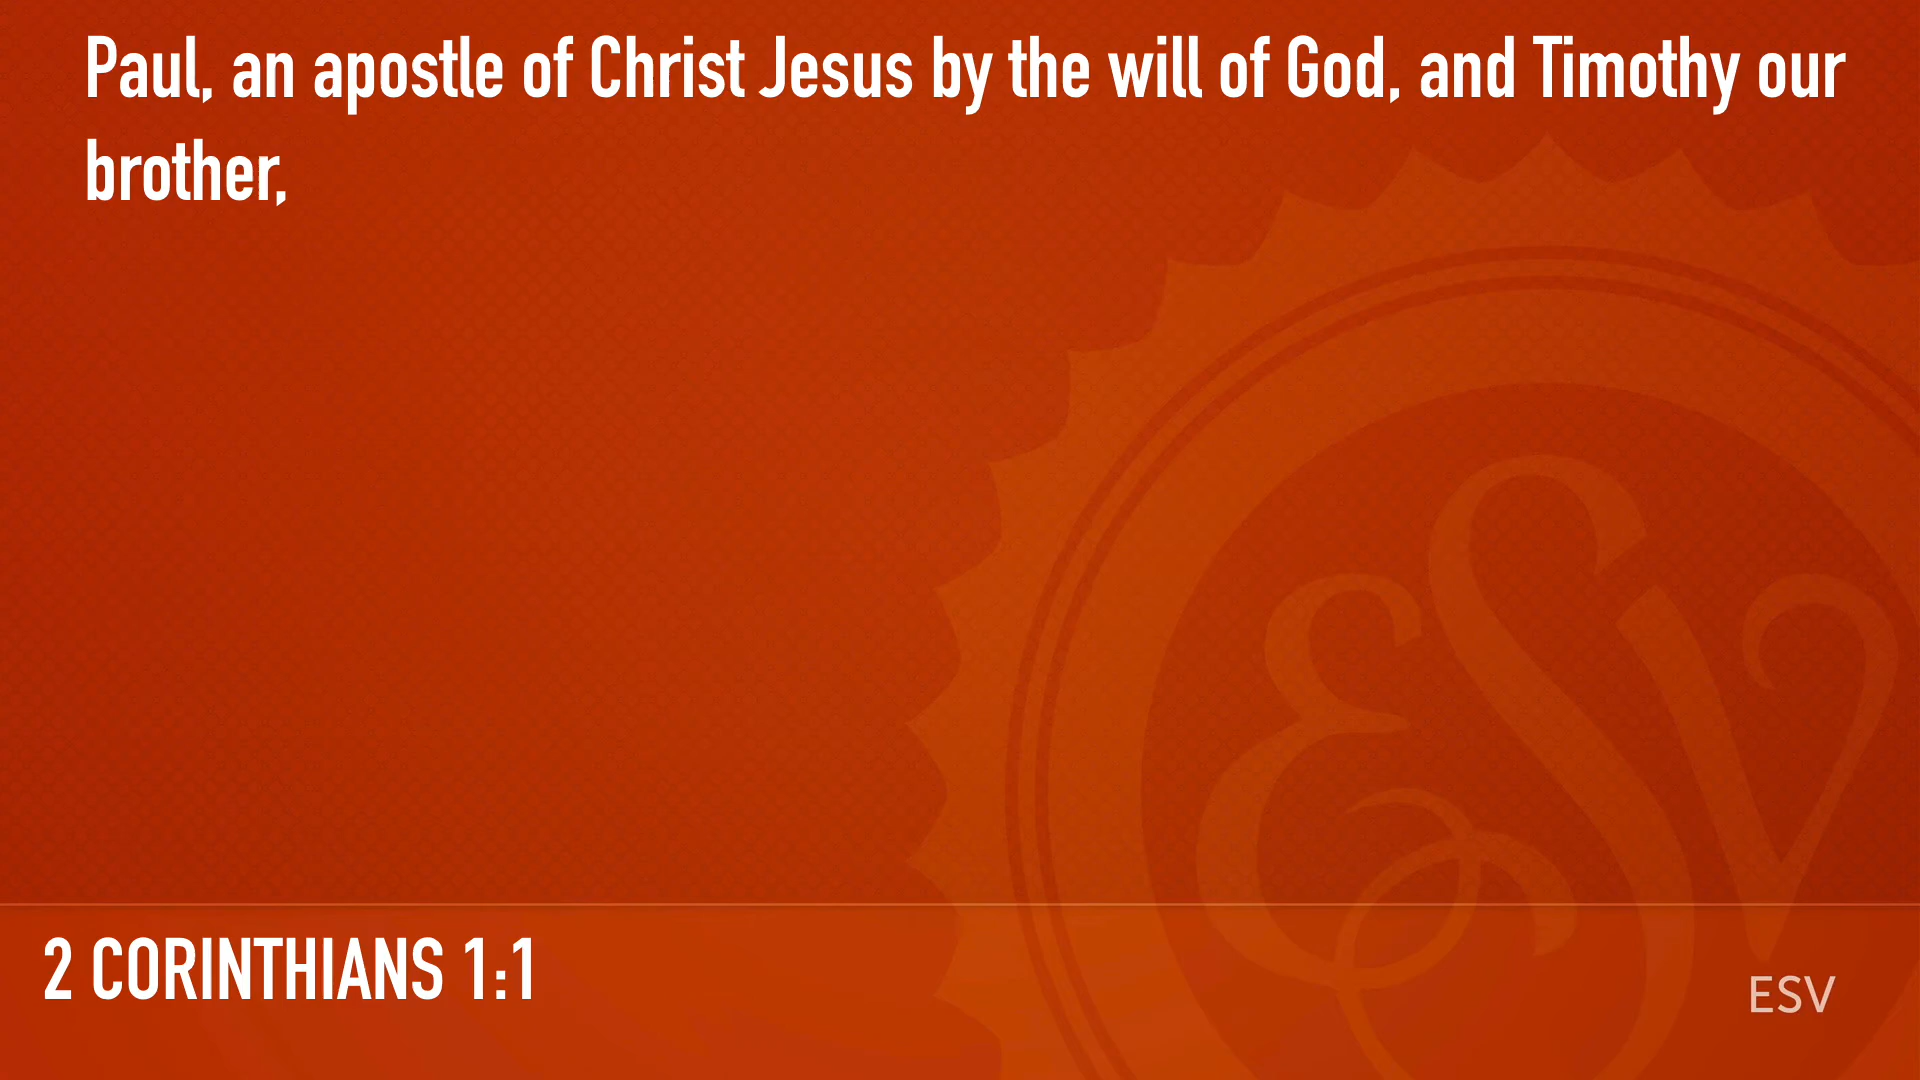 Paul, an apostle of Christ Jesus by the will of God, and Timothy our
brother,
ESV
2 CORINTHIANS 1:1
ESV